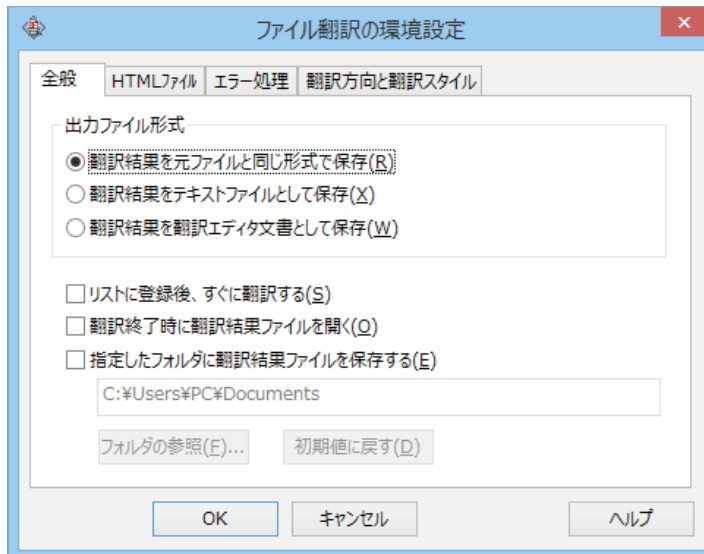 ファイル翻訳の環境設定
全般 HTMLファイル エラー処理 翻訳方向と翻訳スタイル
出力ファイル形式
翻訳結果を元ファイルと同じ形式で保存(R)
翻訳結果をテキストファイルとして保存(X)
翻訳結果を翻訳エディタ文書として保存(W)
リストに登録後、すぐに翻訳する(S)
翻訳終了時に翻訳結果ファイルを開く(O)
指定したフォルダに翻訳結果ファイルを保存する(E)
C:¥Users¥PC¥Documents
フォルダの参照(F)... 初期値に戻す(D)
OK キャンセル ヘルプ